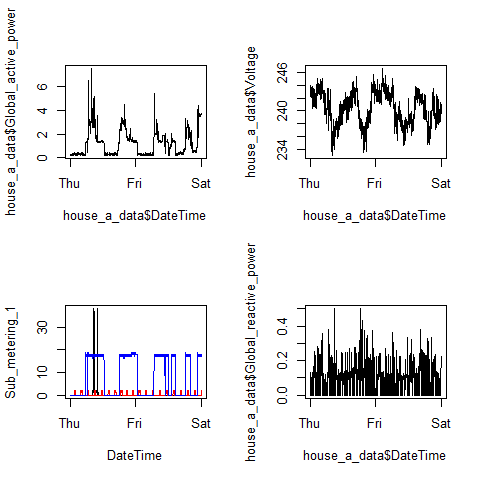 house_a_data$Global_active_power
6
4
2
0
Thu
Fri
Sat
house_a_data$DateTime
house_a_data$Voltage
246
240
234
Thu
Fri
Sat
house_a_data$DateTime
Sub_metering_1
30
10
0
Thu
Fri
Sat
DateTime
house_a_data$Global_reactive_power
0.4
0.2
0.0
Thu
Fri
Sat
house_a_data$DateTime